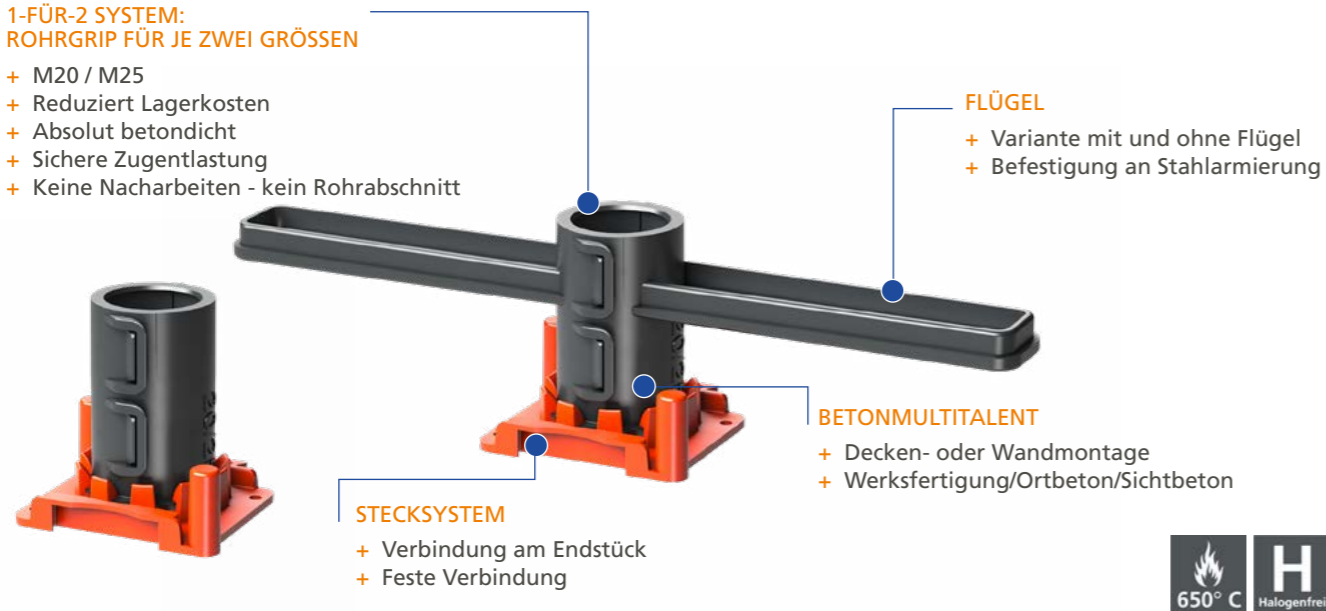 1-FÜR-2 SYSTEM:
ROHRGRIP FÜR JE ZWEI GRÖSSEN
+ M20 / M25
+ Reduziert Lagerkosten
+ Absolut betondicht
+ Sichere Zugentlastung
+ Keine Nacharbeiten - kein Rohrabschnitt
FLÜGEL
+ Variante mit und ohne Flügel
+ Befestigung an Stahlarmierung
BETONMULTITALENT
+ Decken- oder Wandmontage
+ Werksfertigung/Ortbeton/Sichtbeton
STECKSYSTEM
+ Verbindung am Endstück
+ Feste Verbindung
650° C
H
Halogenfrei